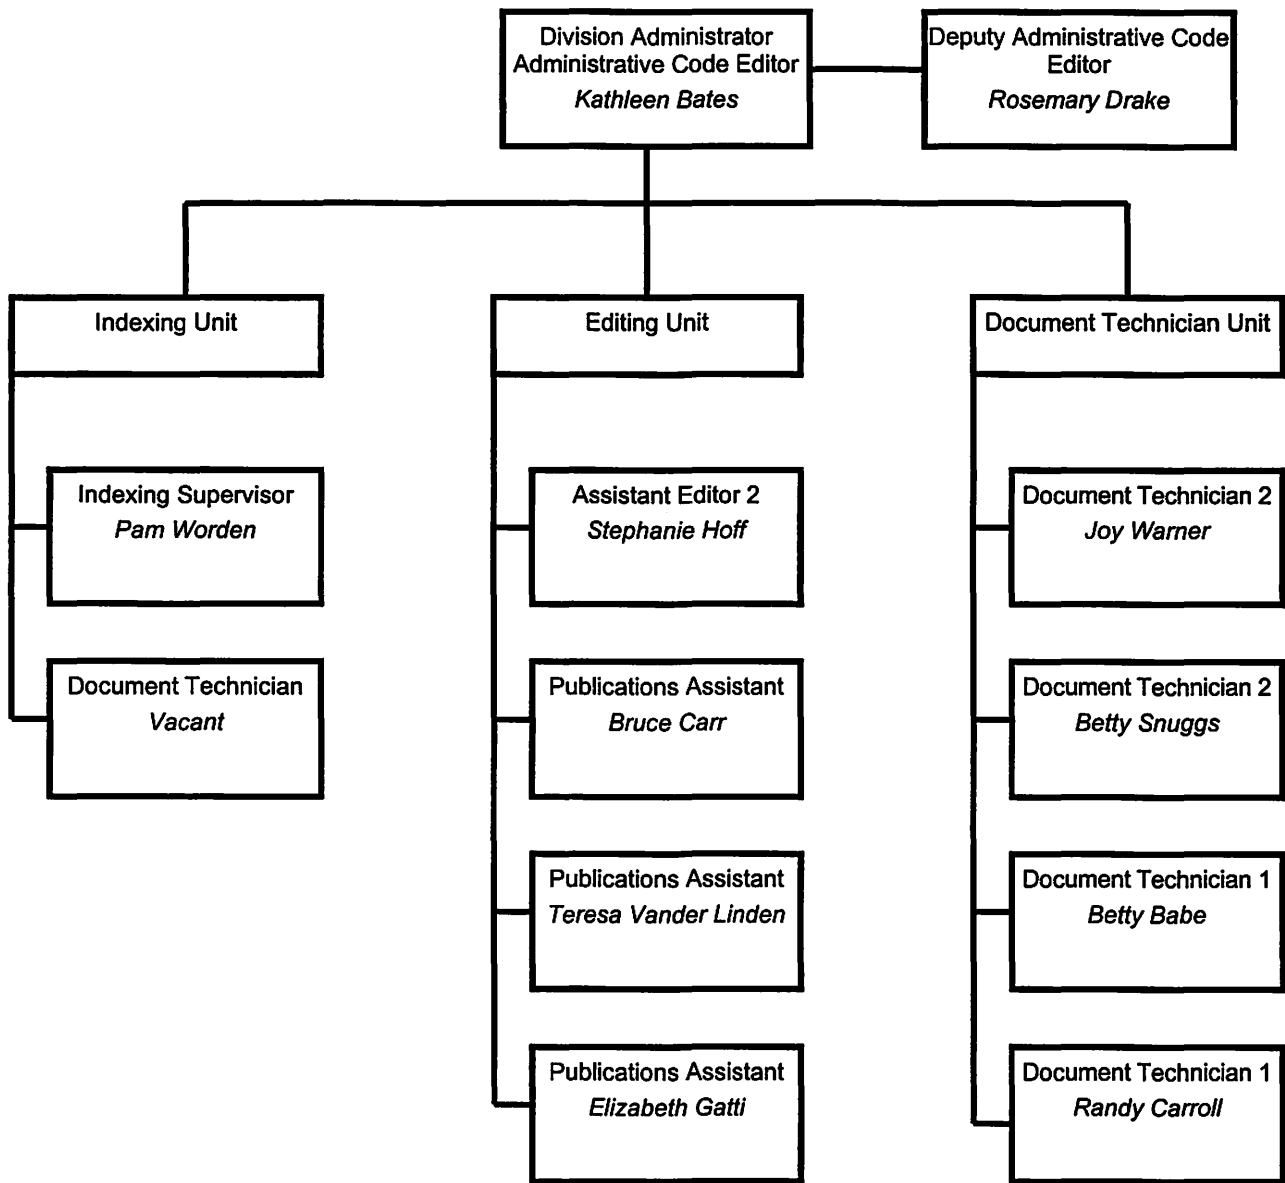 Division Administrator
Administrative Code Editor
Kathleen Bates
Deputy Administrative Code
Editor
Rosemary Drake
Indexing Unit
Indexing Supervisor
Pam Worden
Document Technician
Vacant
Editing Unit
Assistant Editor 2
Stephanie Hoff
Publications Assistant
Bruce Carr
Publications Assistant
Teresa Vander Linden
Publications Assistant
Elizabeth Gatti
Document Technician Unit
Document Technician 2
Joy Warner
Document Technician 2
Betty Snuggs
Document Technician 1
Betty Babe
Document Technician 1
Randy Carroll